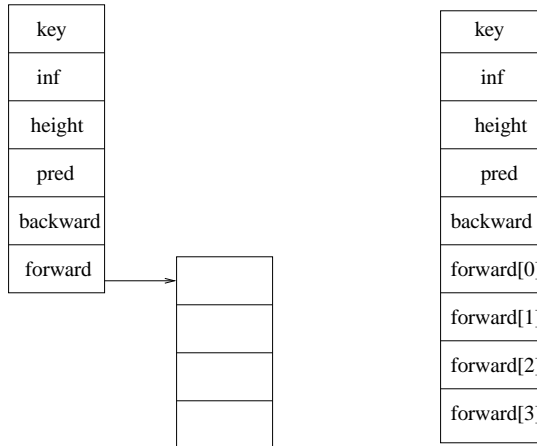 key
inf
height
pred
backward
forward
key
inf
height
pred
backward
forward[0]
forward[1]
forward[2]
forward[3]